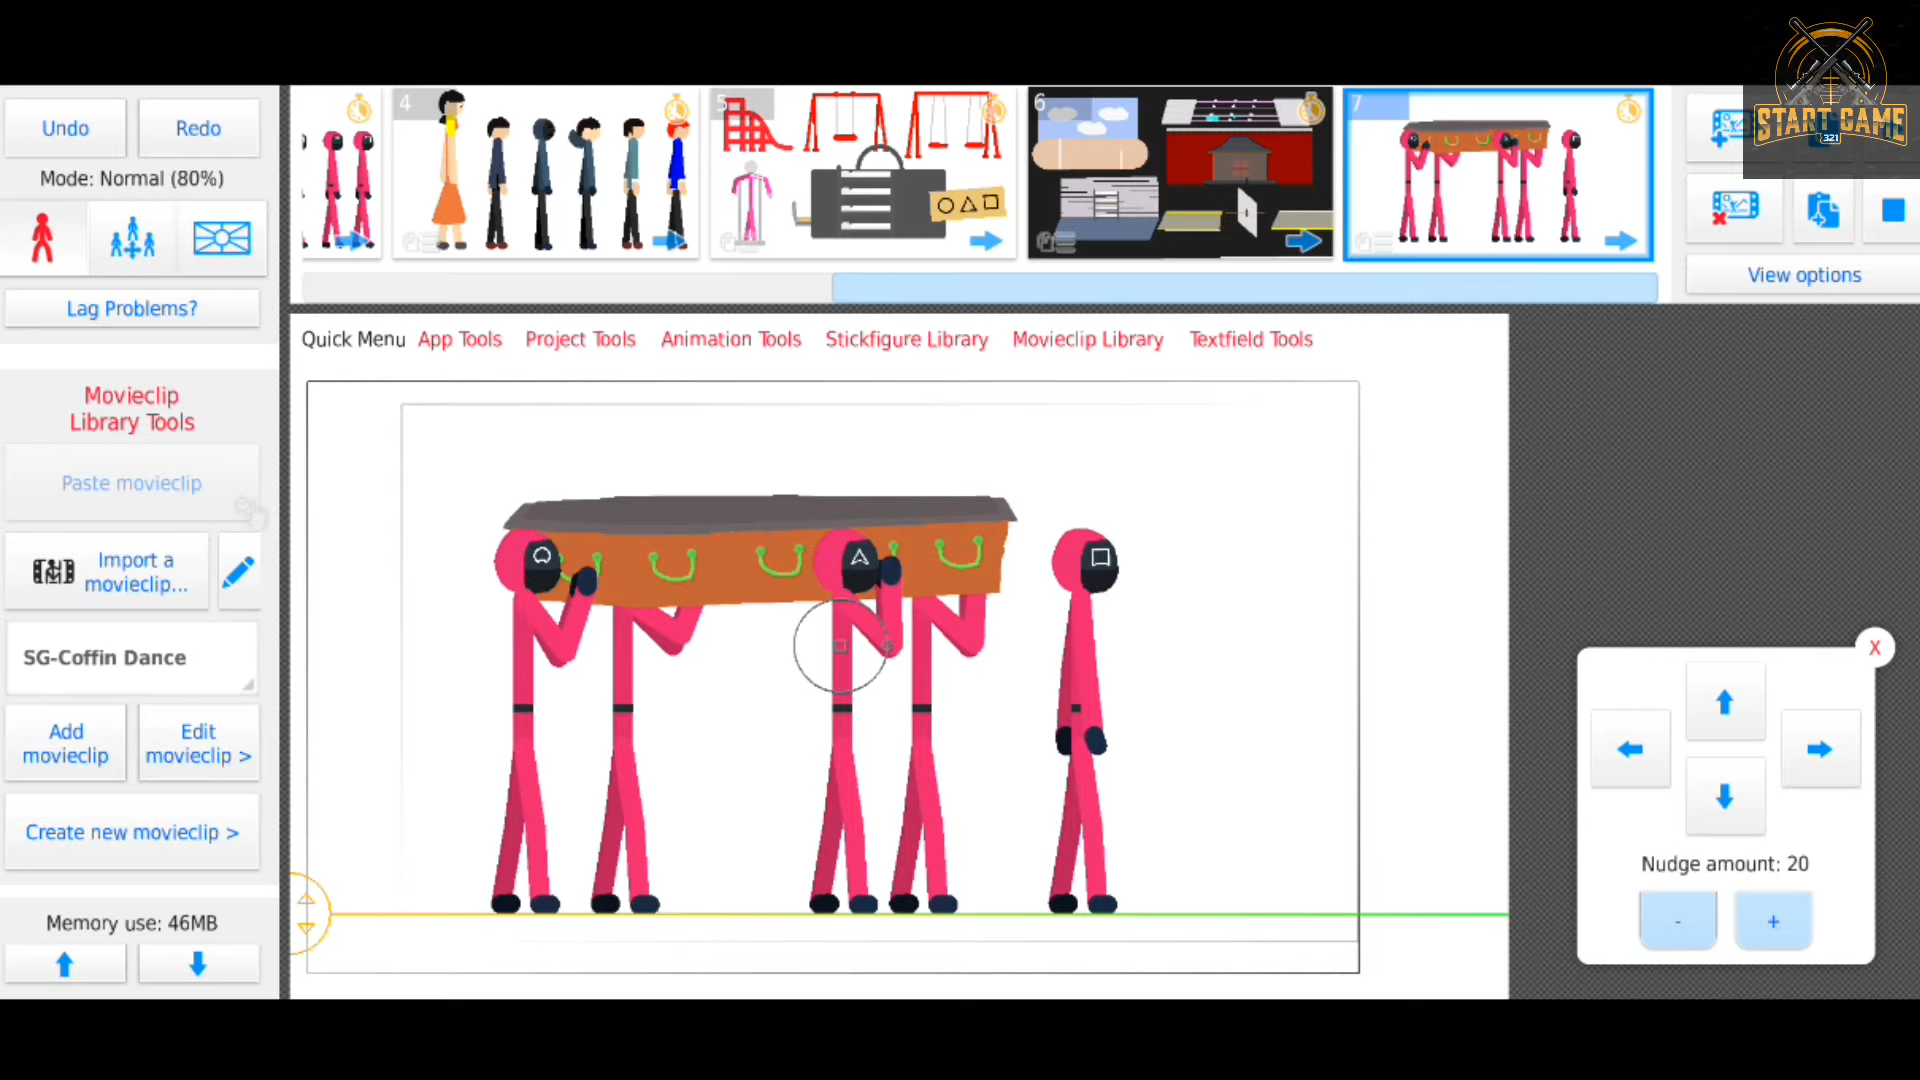 START GAME
321
Undo
Redo
Mode: Normal (80%)
Lag Problems?
4
5
6
7
View options
Quick Menu
App Tools
Project Tools
Animation Tools
Stickfigure Library
Movieclip Library
Textfield Tools
Movieclip
Library Tools
Paste movieclip
Import a
movieclip...
SG-Coffin Dance
Add
movieclip
Edit
movieclip >
Create new movieclip >
Memory use: 46MB
X
Nudge amount: 20
-
+